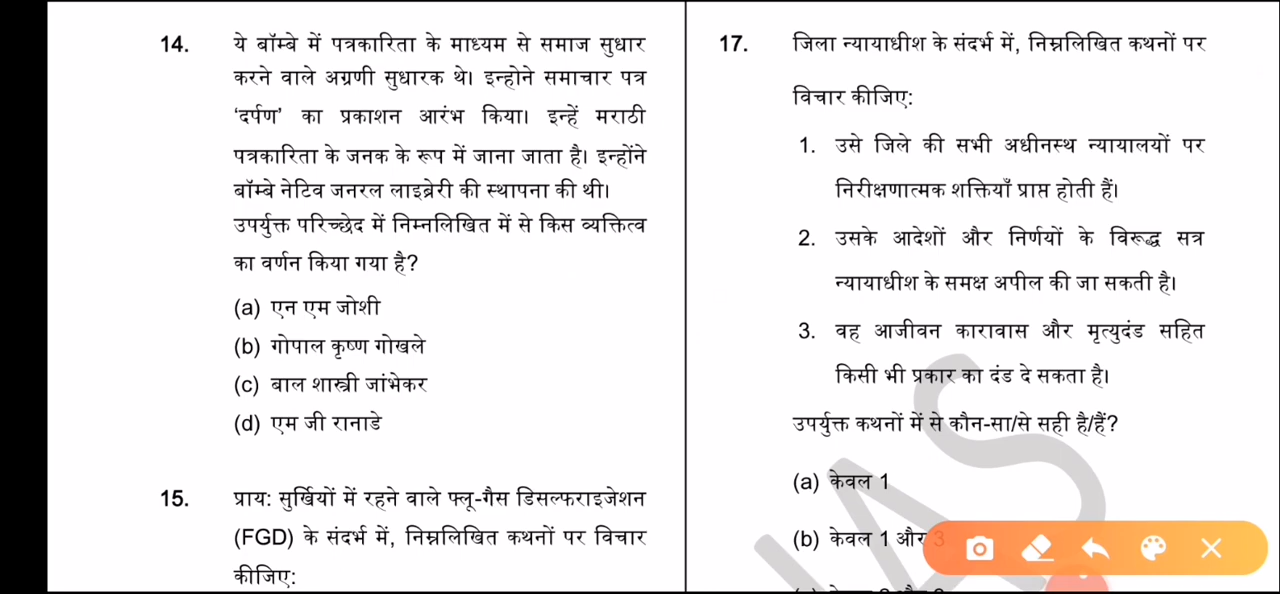 14. ये बॉम्बे में पत्रकारिता के माध्यम से समाज सुधार
करने वाले अग्रणी सुधारक थे। इन्होने समाचार पत्र
‘दर्पण’ का प्रकाशन आरंभ किया। इन्हें मराठी
पत्रकारिता के जनक के रूप में जाना जाता है। इन्होंने
बॉम्बे नेटिव जनरल लाइब्रेरी की स्थापना की थी।
उपर्युक्त परिच्छेद में निम्नलिखित में से किस व्यक्तित्व
का वर्णन किया गया है?
(a) एन एम जोशी
(b) गोपाल कृष्ण गोखले
(c) बाल शास्त्री जांभेकर
(d) एम जी रानाडे
15. प्राय: सुर्खियों में रहने वाले फ्लू-गैस डिसल्फराइजेशन
(FGD) के संदर्भ में, निम्नलिखित कथनों पर विचार
कीजिए:
17. जिला न्यायाधीश के संदर्भ में, निम्नलिखित कथनों पर
विचार कीजिए:
1. उसे जिले की सभी अधीनस्थ न्यायालयों पर
निरीक्षणात्मक शक्तियाँ प्राप्त होती हैं।
2. उसके आदेशों और निर्णयों के विरूद्ध सत्र
न्यायाधीश के समक्ष अपील की जा सकती है।
3. वह आजीवन कारावास और मृत्युदंड सहित
किसी भी प्रकार का दंड दे सकता है।
उपर्युक्त कथनों में से कौन-सा/से सही है/हैं?
(a) केवल 1
(b) केवल 1 और 3
IAS